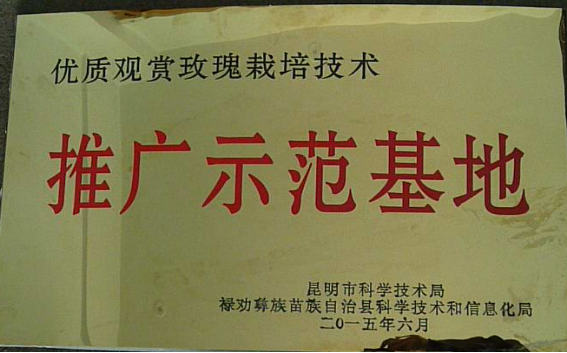 优质观赏玫瑰栽培技术
推广示范基地
昆明市科学技术局
禄劝彝族苗族自治县科学技术和信息化局
二〇一五年六月